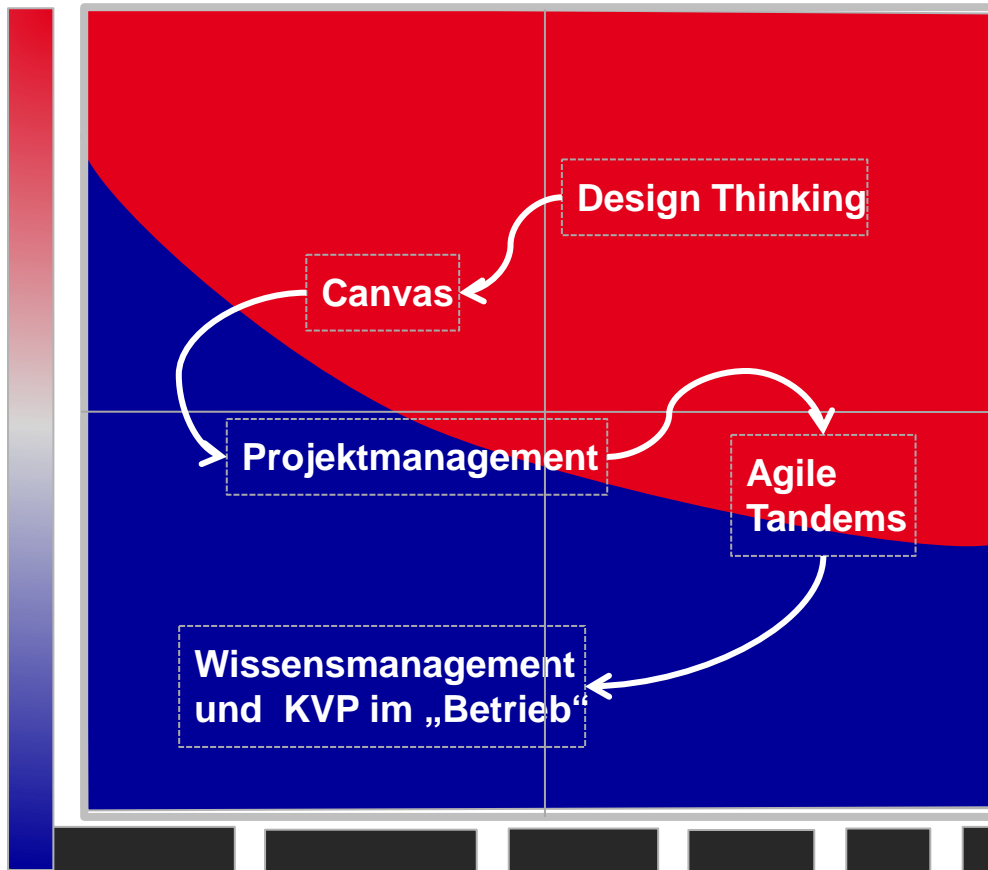 Design Thinking
Canvas
Projektmanagement
Agile
Tandems
Wissensmanagement
und  KVP im „Betrieb“